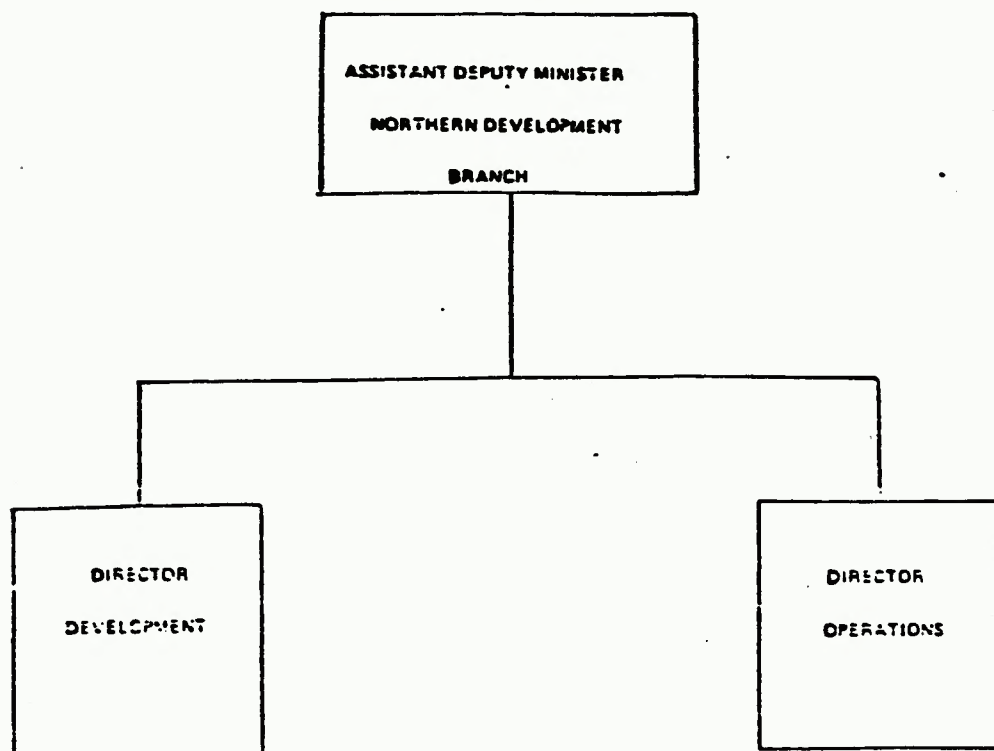 ASSISTANT DEPUTY MINISTER
NORTHERN DEVELOPMENT
BRANCH
DIRECTOR
DEVELOPMENT
DIRECTOR
OPERATIONS